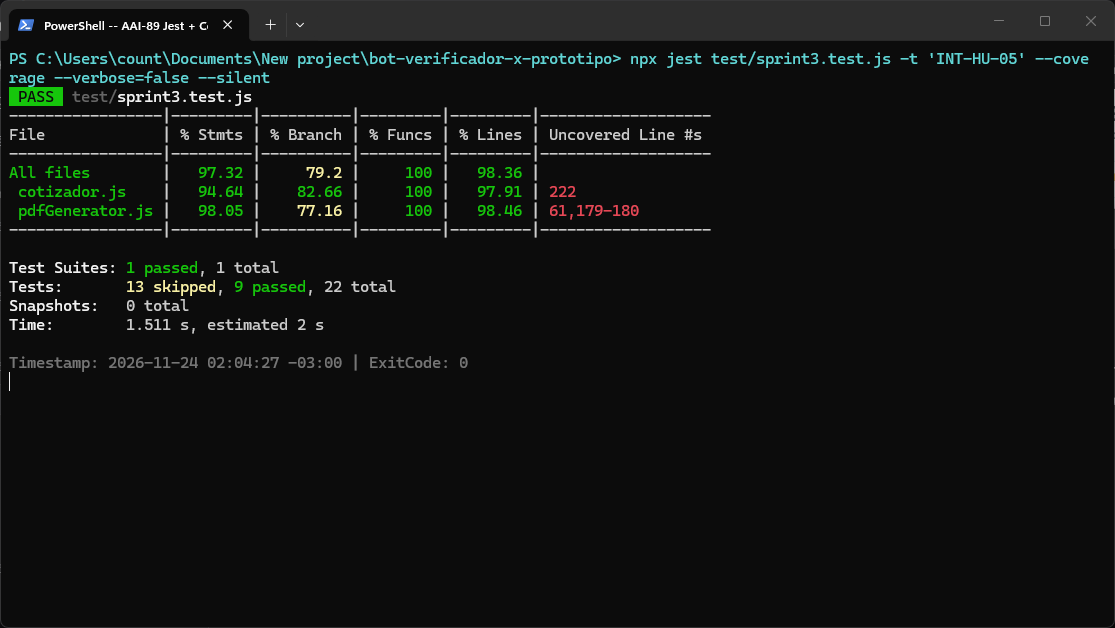 PowerShell -- AAI-89 Jest + Co
PS C:\Users\count\Documents\New project\bot-verificador-x-prototipo> npx jest test/sprint3.test.js -t 'INT-HU-05' --cove
rage --verbose=false --silent
PASS test/sprint3.test.js
-----------------|---------|----------|---------|---------|-------------------
File             | % Stmts | % Branch | % Funcs | % Lines | Uncovered Line #s
-----------------|---------|----------|---------|---------|-------------------
All files        |   97.32 |     79.2 |     100 |   98.36 |
 cotizador.js    |   94.64 |    82.66 |     100 |   97.91 | 222
 pdfGenerator.js |   98.05 |    77.16 |     100 |   98.46 | 61,179-180
-----------------|---------|----------|---------|---------|-------------------
Test Suites: 1 passed, 1 total
Tests:       13 skipped, 9 passed, 22 total
Snapshots:   0 total
Time:        1.511 s, estimated 2 s
Timestamp: 2026-11-24 02:04:27 -03:00 | ExitCode: 0